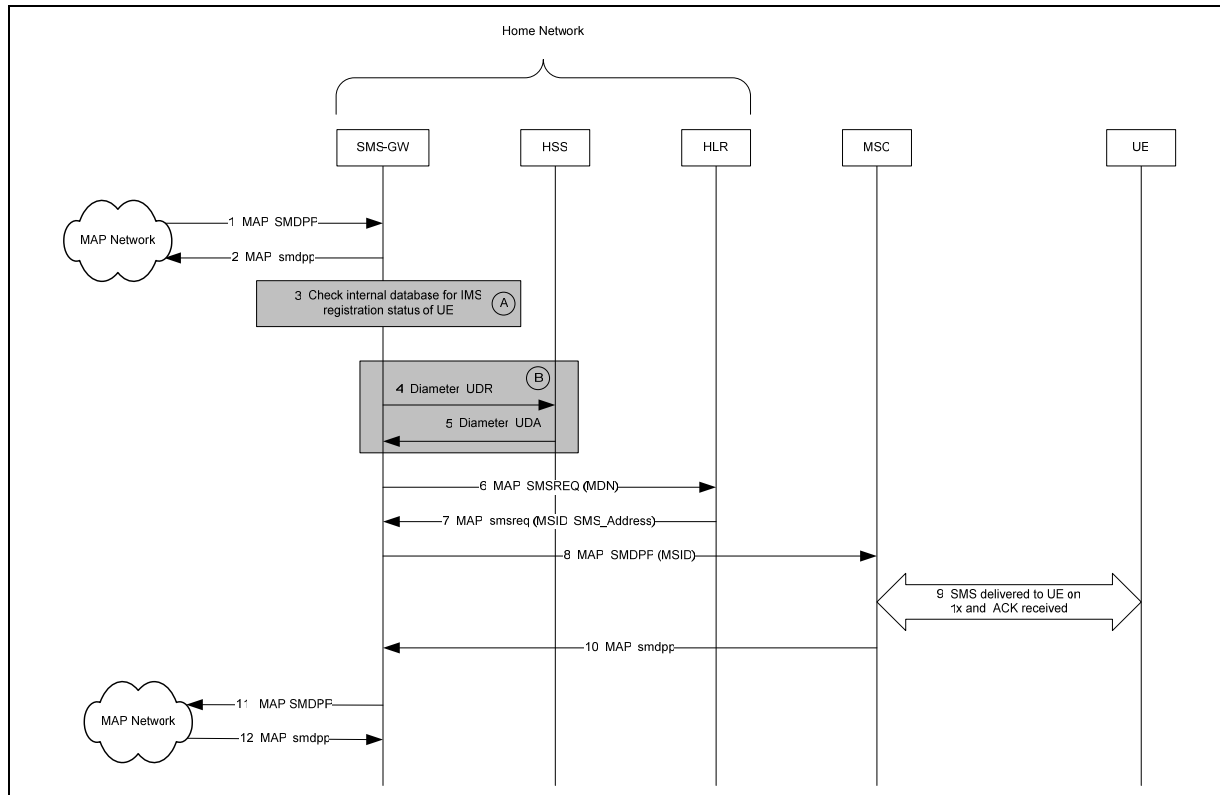 Home Network
SMS-GW
HSS
HLR
MSC
UE
MAP Network
1 MAP SMDPP
2 MAP smdpp
3 Check internal database for IMS
registration status of UE
A
B
4 Diameter UDR
5 Diameter UDA
6 MAP SMSREQ (MDN)
7 MAP smsreq (MSID SMS_Address)
8 MAP SMDPP (MSID)
9 SMS delivered to UE on
1x and ACK received
10 MAP smdpp
MAP Network
11 MAP SMDPP
12 MAP smdpp